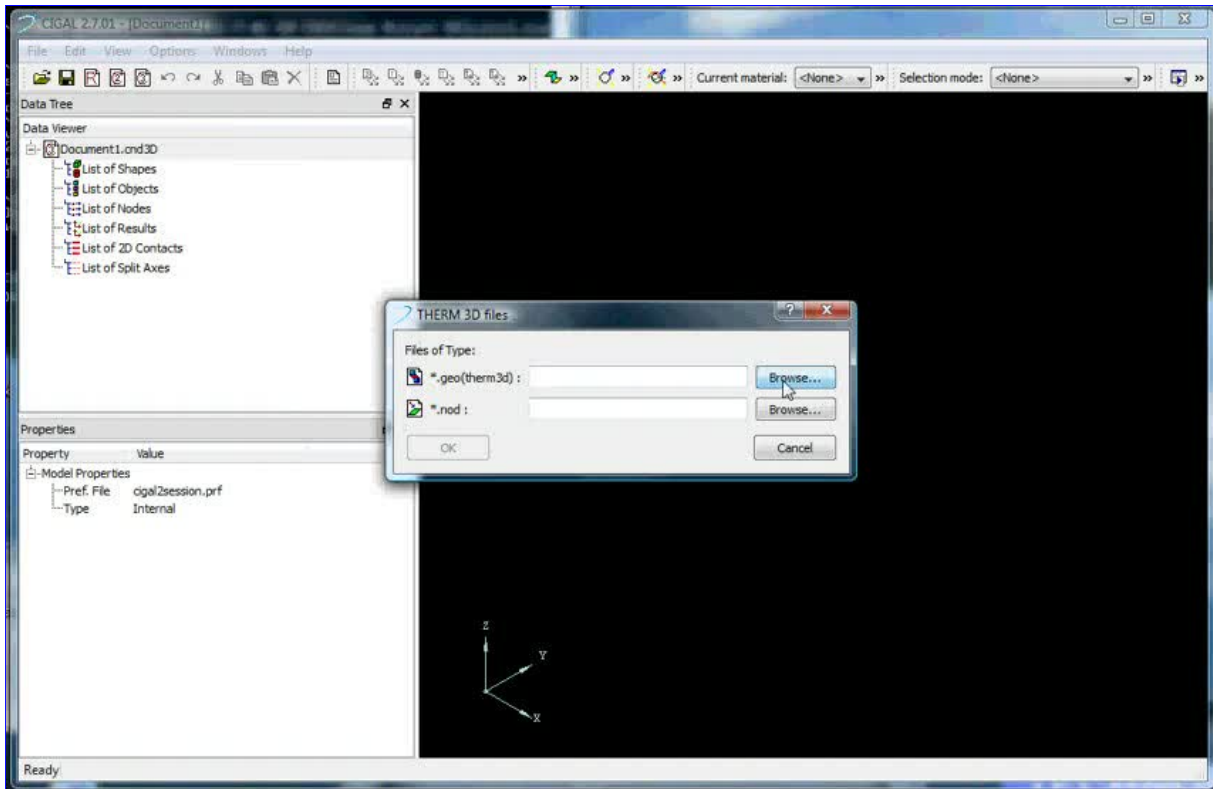 CIGAL 2.7.01 - [Document1]
File Edit View Options Windows Help
Current material: <None> » Selection mode: <None> »
Data Tree
Data Viewer
Document1.cnd3D
List of Shapes
List of Objects
List of Nodes
List of Results
List of 2D Contacts
List of Split Axes
THERM 3D files
Files of Type:
*.geo(therm3d) : Browse...
*.nod : Browse...
OK Cancel
Properties
Property Value
Model Properties
Pref. File cigal2session.prf
Type Internal
Z
Y
X
Ready